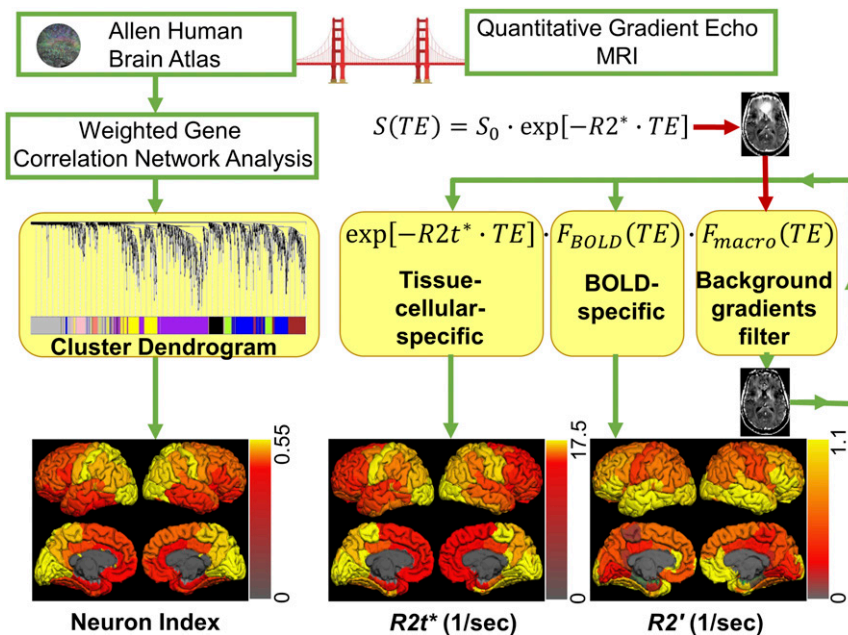 Allen Human
Brain Atlas
Quantitative Gradient Echo
MRI
Weighted Gene
Correlation Network Analysis
S(TE) = S₀ · exp[−R2* · TE]
exp[−R2t* · TE] · F_BOLD(TE) · F_macro(TE)
Tissue-
cellular-
specific
BOLD-
specific
Background
gradients
filter
Cluster Dendrogram
0.55
0
Neuron Index
17.5
0
R2t* (1/sec)
1.1
0
R2' (1/sec)